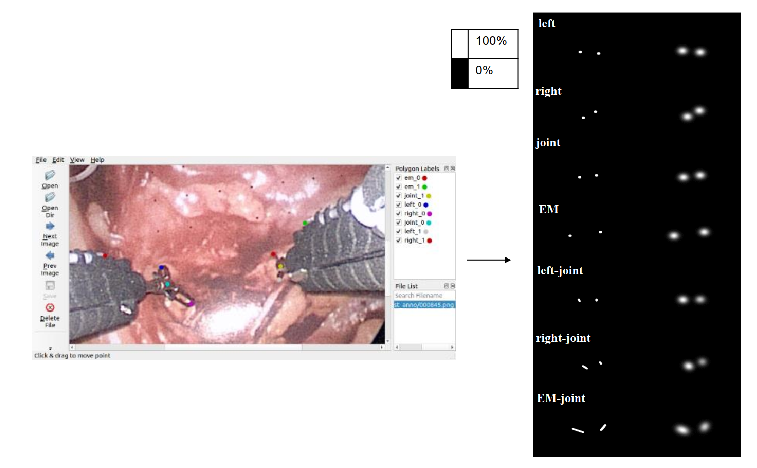 File Edit View Help
Open
Open
Dir
Next
Image
Prev
Image
Save
Delete
File
Click & drag to move point
Polygon Labels
em_0
em_1
joint_1
left_0
right_0
joint_0
left_1
right_1
File List
Search Filename
100%
0%
left
right
joint
EM
left-joint
right-joint
EM-joint